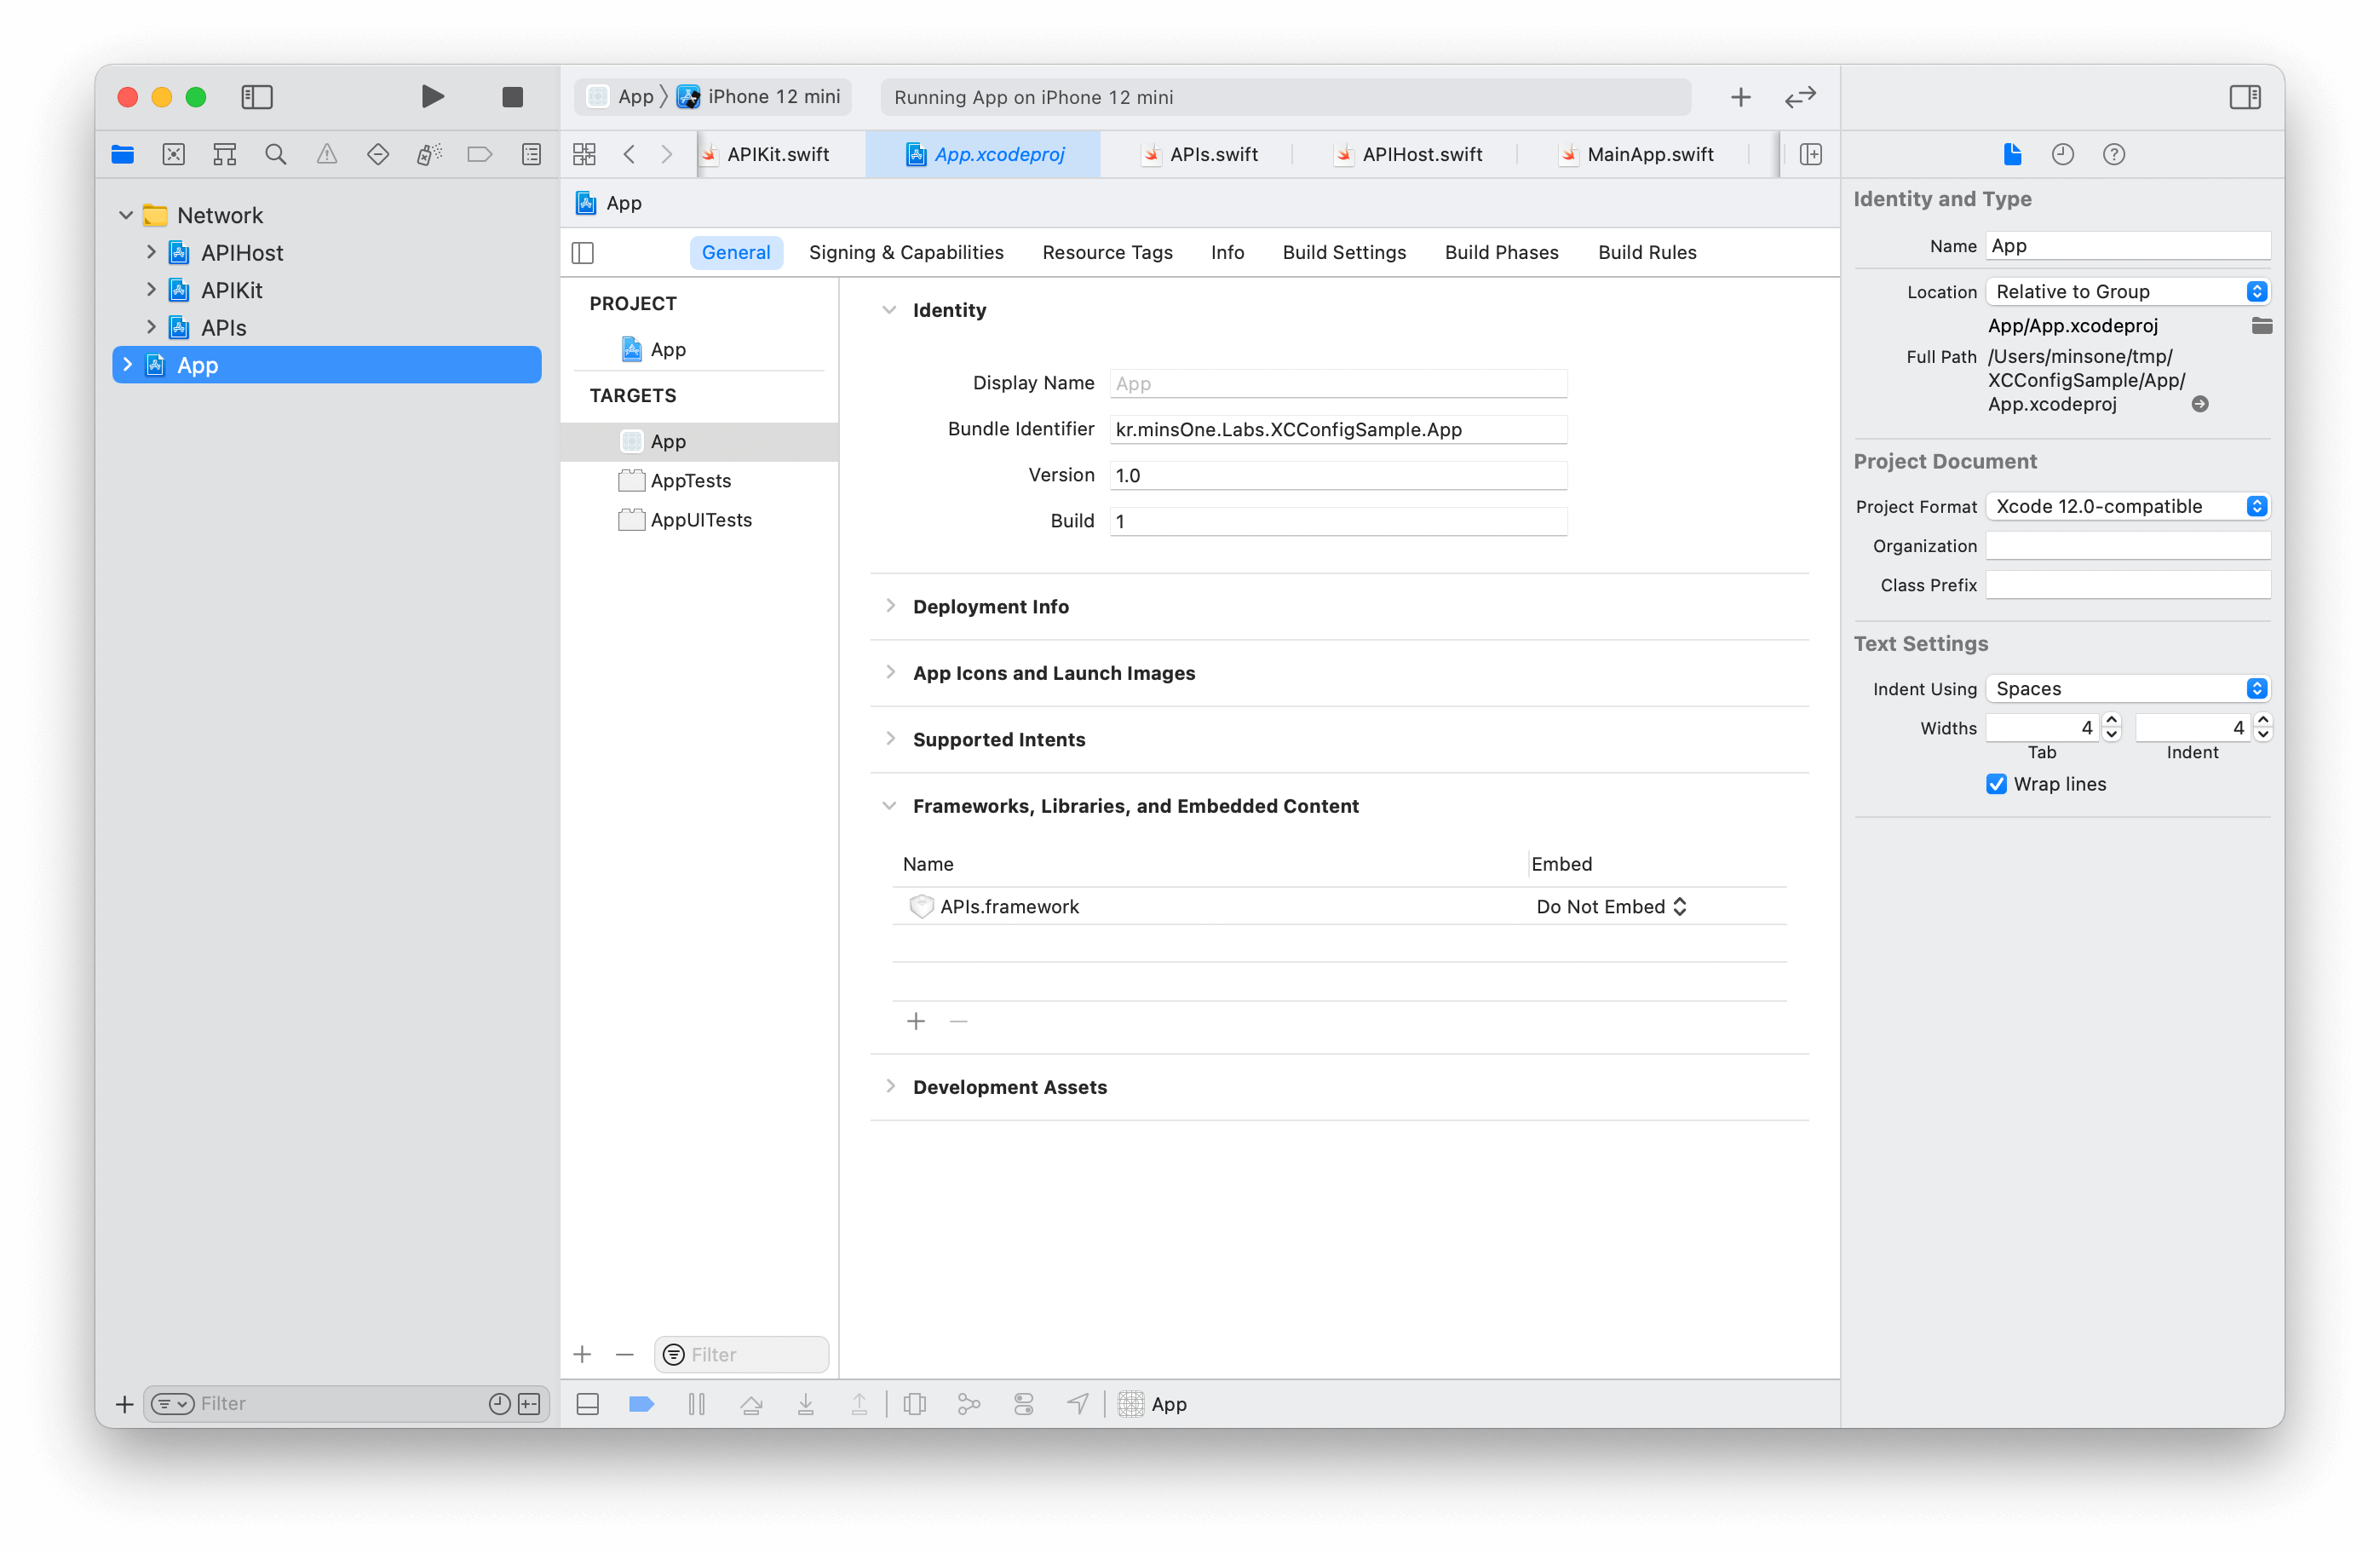 App
iPhone 12 mini
Running App on iPhone 12 mini
APIKit.swift
App.xcodeproj
APIs.swift
APIHost.swift
MainApp.swift
Network
APIHost
APIKit
APIs
App
Filter
App
General
Signing & Capabilities
Resource Tags
Info
Build Settings
Build Phases
Build Rules
PROJECT
App
TARGETS
App
AppTests
AppUITests
Filter
Identity
Display Name App
Bundle Identifier kr.minsOne.Labs.XCConfigSample.App
Version 1.0
Build 1
Deployment Info
App Icons and Launch Images
Supported Intents
Frameworks, Libraries, and Embedded Content
Name Embed
APIs.framework Do Not Embed
Development Assets
App
Identity and Type
Name App
Location Relative to Group
App/App.xcodeproj
Full Path /Users/minsone/tmp/
XCConfigSample/App/
App.xcodeproj
Project Document
Project Format Xcode 12.0-compatible
Organization
Class Prefix
Text Settings
Indent Using Spaces
Widths 4 4
Tab Indent
Wrap lines